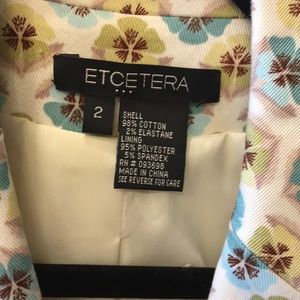 ETCETERA
2
SHELL
98% COTTON
2% ELASTANE
LINING
95% POLYESTER
5% SPANDEX
RN # 093698
MADE IN CHINA
SEE REVERSE FOR CARE